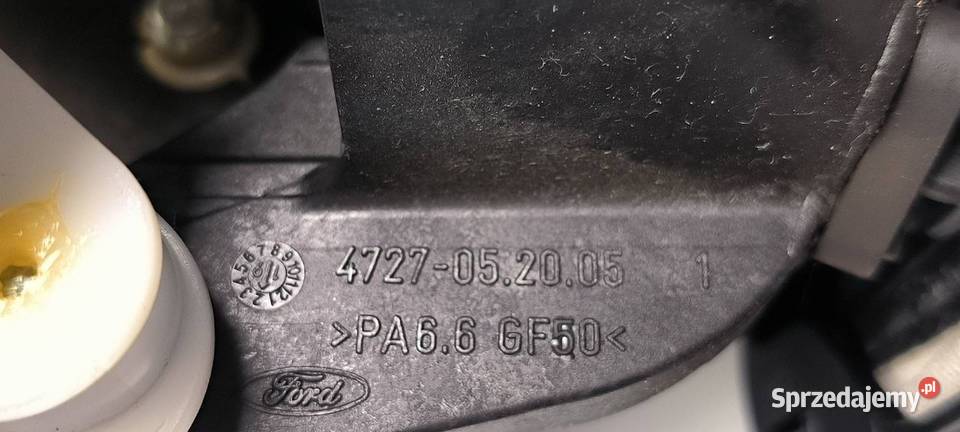 4727-05.20.05 1
>PA6.6 GF50<
Ford
Sprzedajemy.pl